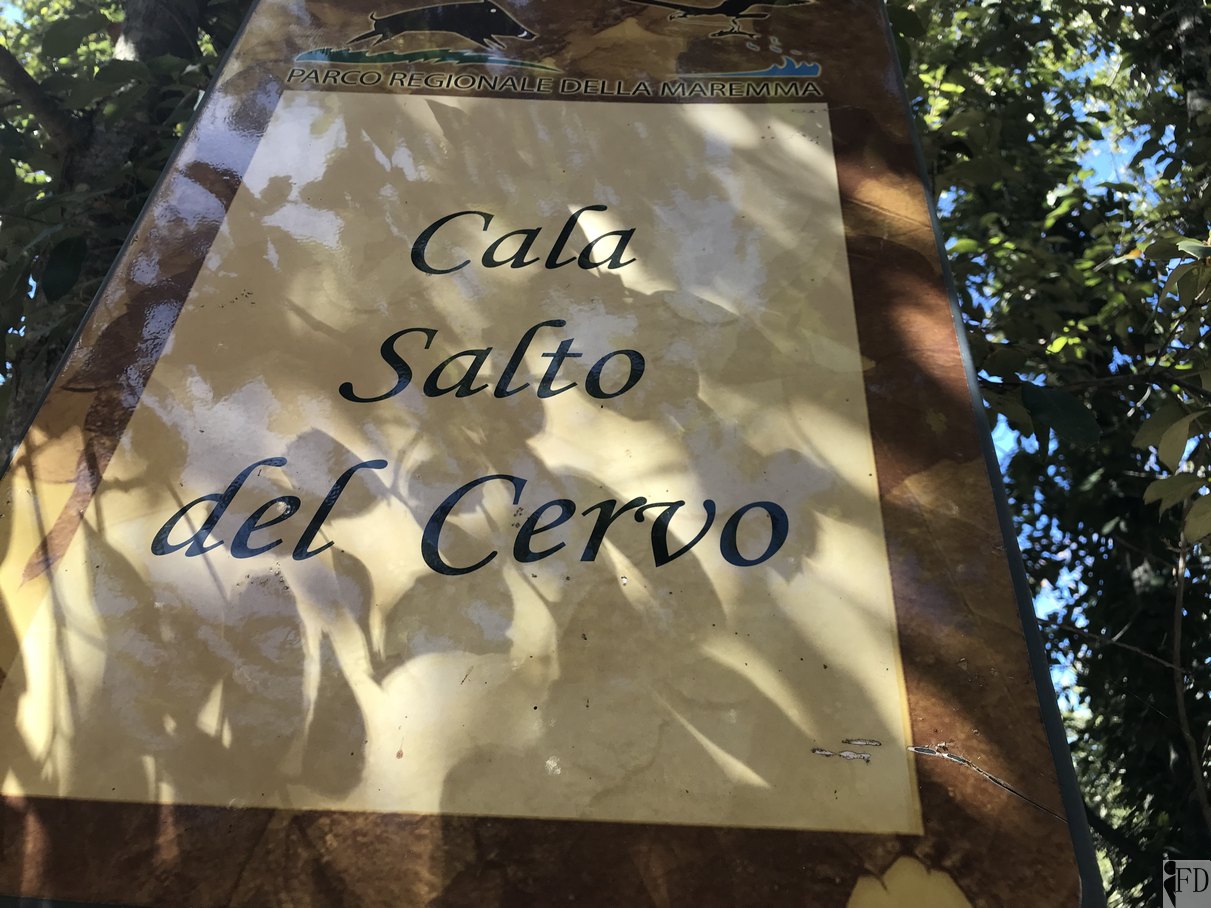 PARCO REGIONALE DELLA MAREMMA
Cala
Salto
del Cervo
FD